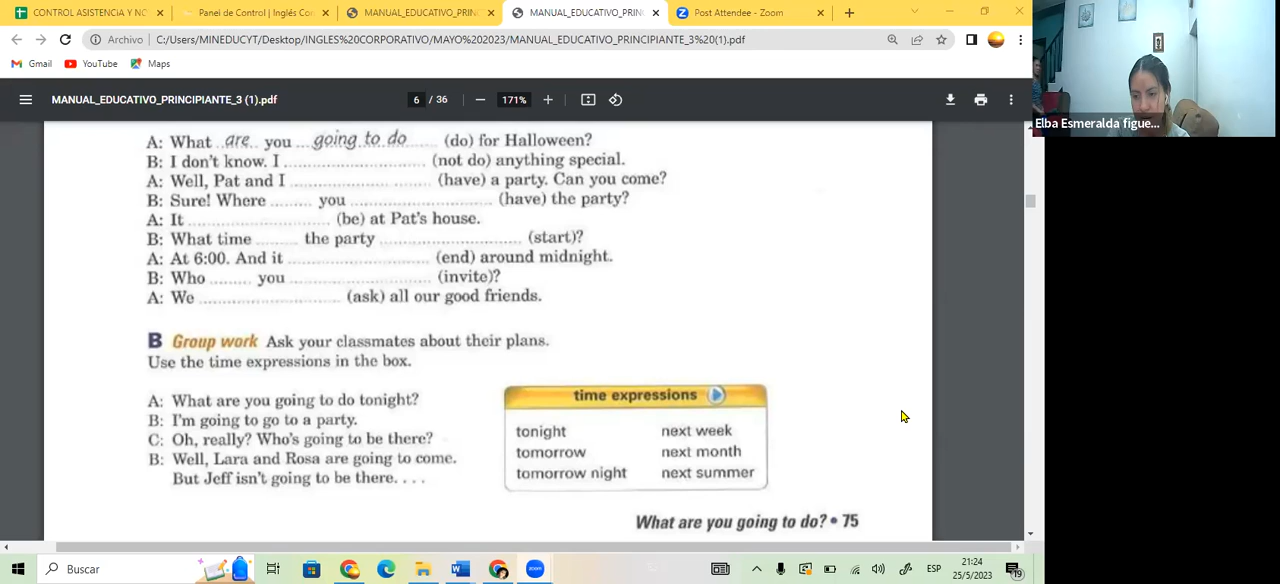 CONTROL ASISTENCIA Y NO
Panel de Control | Inglés Cor
MANUAL_EDUCATIVO_PRINC
MANUAL_EDUCATIVO_PRINC
Post Attendee - Zoom
Archivo C:/Users/MINEDUCYT/Desktop/INGLES%20CORPORATIVO/MAYO%202023/MANUAL_EDUCATIVO_PRINCIPIANTE_3%20(1).pdf
Gmail YouTube Maps
MANUAL_EDUCATIVO_PRINCIPIANTE_3 (1).pdf 6 / 36 171%
Elba Esmeralda figue...
A: What are you going to do (do) for Halloween?
B: I don't know. I .......... (not do) anything special.
A: Well, Pat and I .......... (have) a party. Can you come?
B: Sure! Where ........ you .......... (have) the party?
A: It .......... (be) at Pat's house.
B: What time ........ the party .......... (start)?
A: At 6:00. And it .......... (end) around midnight.
B: Who ........ you .......... (invite)?
A: We .......... (ask) all our good friends.
B Group work Ask your classmates about their plans.
Use the time expressions in the box.
A: What are you going to do tonight?
B: I'm going to go to a party.
C: Oh, really? Who's going to be there?
B: Well, Lara and Rosa are going to come.
But Jeff isn't going to be there. . . .
time expressions
tonight next week
tomorrow next month
tomorrow night next summer
What are you going to do? • 75
Buscar
ESP
21:24
25/5/2023
19